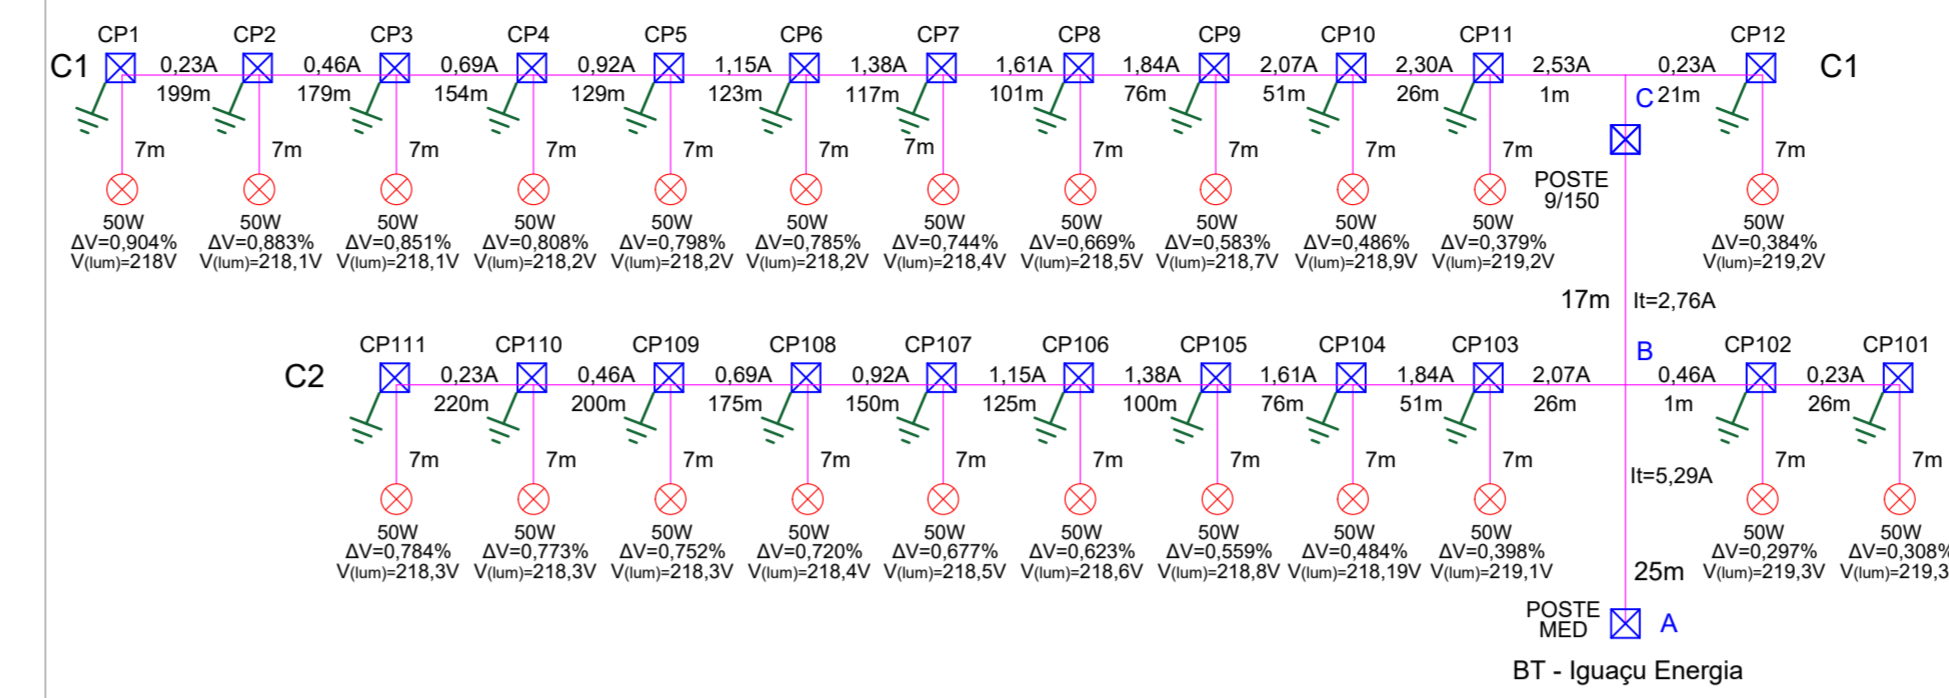 CP1 CP2 CP3 CP4 CP5 CP6 CP7 CP8 CP9 CP10 CP11 CP12
C1 0,23A 0,46A 0,69A 0,92A 1,15A 1,38A 1,61A 1,84A 2,07A 2,30A 2,53A 0,23A C1
199m 179m 154m 129m 123m 117m 101m 76m 51m 26m 1m C 21m
7m 7m 7m 7m 7m 7m 7m 7m 7m 7m 7m 7m
POSTE
9/150
50W 50W 50W 50W 50W 50W 50W 50W 50W 50W 50W 50W
ΔV=0,904% ΔV=0,883% ΔV=0,851% ΔV=0,808% ΔV=0,798% ΔV=0,785% ΔV=0,744% ΔV=0,669% ΔV=0,583% ΔV=0,486% ΔV=0,379% ΔV=0,384%
V(lum)=218V V(lum)=218,1V V(lum)=218,1V V(lum)=218,2V V(lum)=218,2V V(lum)=218,2V V(lum)=218,4V V(lum)=218,5V V(lum)=218,7V V(lum)=218,9V V(lum)=219,2V V(lum)=219,2V
17m It=2,76A
CP111 CP110 CP109 CP108 CP107 CP106 CP105 CP104 CP103 B CP102 CP101
C2 0,23A 0,46A 0,69A 0,92A 1,15A 1,38A 1,61A 1,84A 2,07A 0,46A 0,23A
220m 200m 175m 150m 125m 100m 76m 51m 26m 1m 26m
7m 7m 7m 7m 7m 7m 7m 7m 7m 7m 7m
It=5,29A
50W 50W 50W 50W 50W 50W 50W 50W 50W 50W 50W
ΔV=0,784% ΔV=0,773% ΔV=0,752% ΔV=0,720% ΔV=0,677% ΔV=0,623% ΔV=0,559% ΔV=0,484% ΔV=0,398% ΔV=0,297% ΔV=0,308%
V(lum)=218,3V V(lum)=218,3V V(lum)=218,3V V(lum)=218,4V V(lum)=218,5V V(lum)=218,6V V(lum)=218,8V V(lum)=218,19V V(lum)=219,1V 25m V(lum)=219,3V V(lum)=219,3
POSTE
MED A
BT - Iguaçu Energia